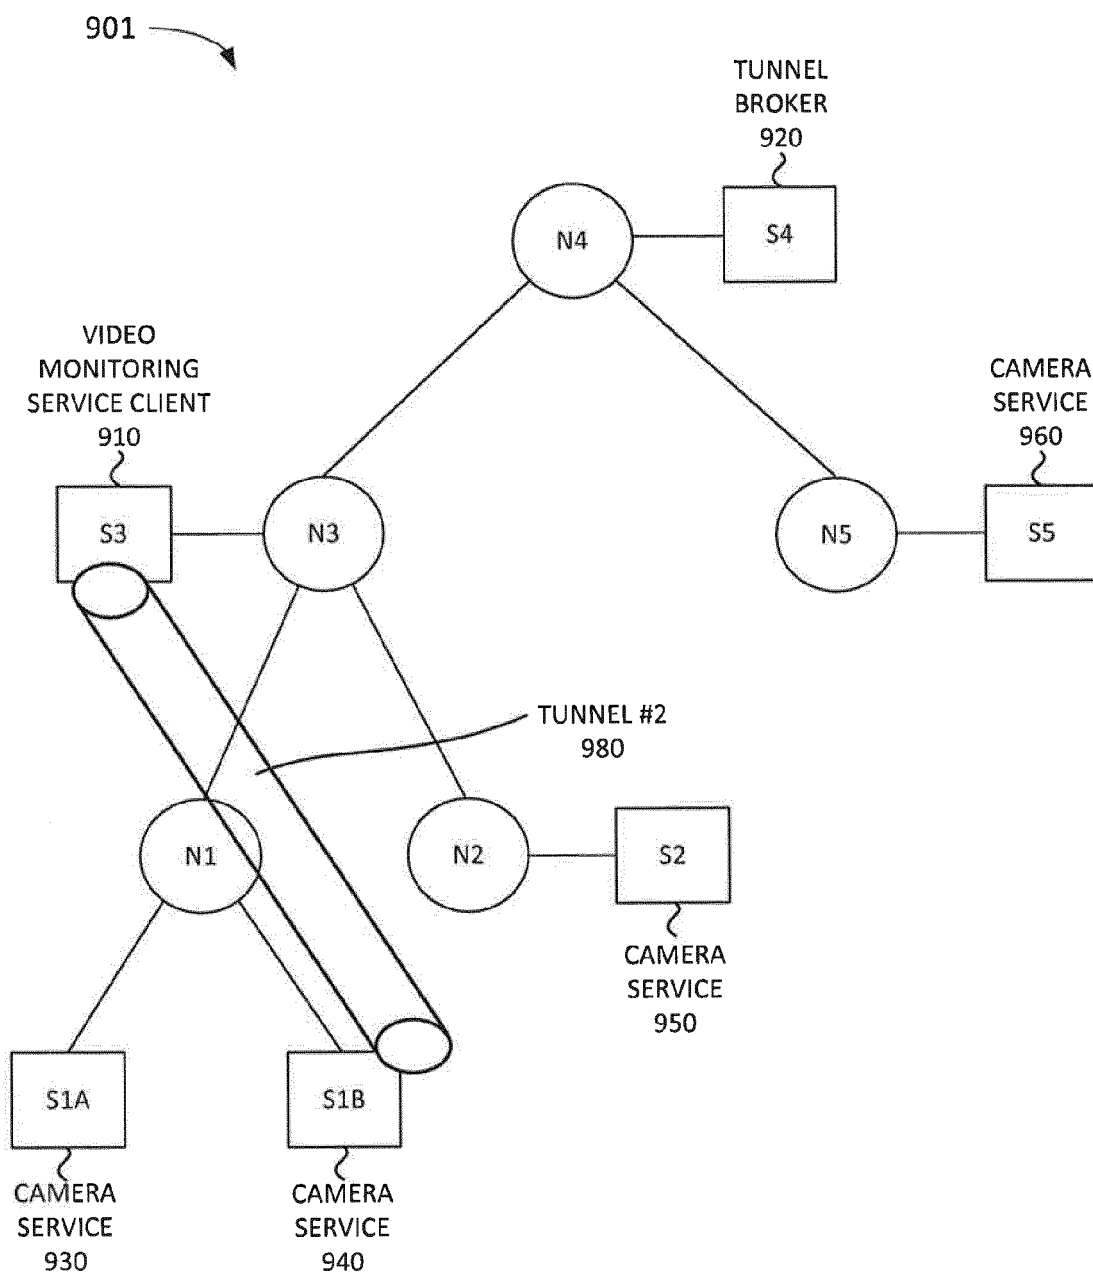 901
TUNNEL
BROKER
920
N4
S4
VIDEO
MONITORING
SERVICE CLIENT
910
CAMERA
SERVICE
960
S3
N3
N5
S5
TUNNEL #2
980
N1
N2
S2
CAMERA
SERVICE
950
S1A
S1B
CAMERA
SERVICE
930
CAMERA
SERVICE
940